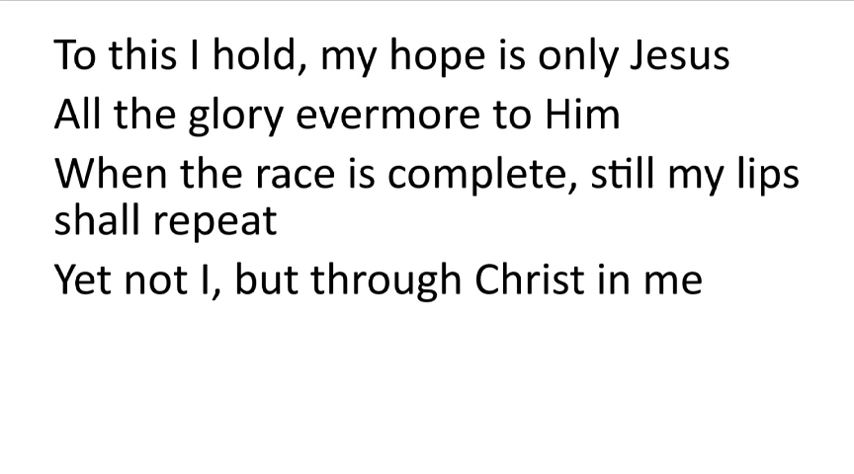 To this I hold, my hope is only Jesus
All the glory evermore to Him
When the race is complete, still my lips
shall repeat
Yet not I, but through Christ in me